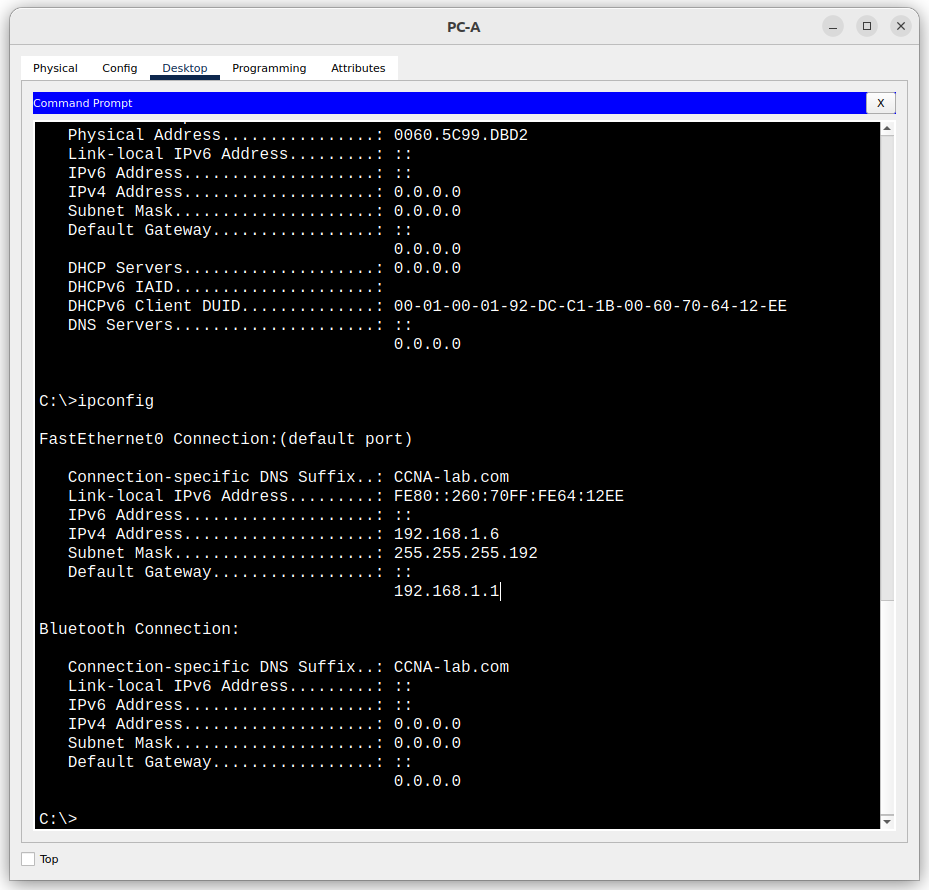 PC-A
Physical Config Desktop Programming Attributes
Command Prompt X
Physical Address................: 0060.5C99.DBD2
Link-local IPv6 Address.........: ::
IPv6 Address....................: ::
IPv4 Address....................: 0.0.0.0
Subnet Mask.....................: 0.0.0.0
Default Gateway.................: ::
0.0.0.0
DHCP Servers....................: 0.0.0.0
DHCPv6 IAID.....................:
DHCPv6 Client DUID..............: 00-01-00-01-92-DC-C1-1B-00-60-70-64-12-EE
DNS Servers.....................: ::
0.0.0.0
C:\>ipconfig
FastEthernet0 Connection:(default port)
Connection-specific DNS Suffix..: CCNA-lab.com
Link-local IPv6 Address.........: FE80::260:70FF:FE64:12EE
IPv6 Address....................: ::
IPv4 Address....................: 192.168.1.6
Subnet Mask.....................: 255.255.255.192
Default Gateway.................: ::
192.168.1.1
Bluetooth Connection:
Connection-specific DNS Suffix..: CCNA-lab.com
Link-local IPv6 Address.........: ::
IPv6 Address....................: ::
IPv4 Address....................: 0.0.0.0
Subnet Mask.....................: 0.0.0.0
Default Gateway.................: ::
0.0.0.0
C:\>
Top